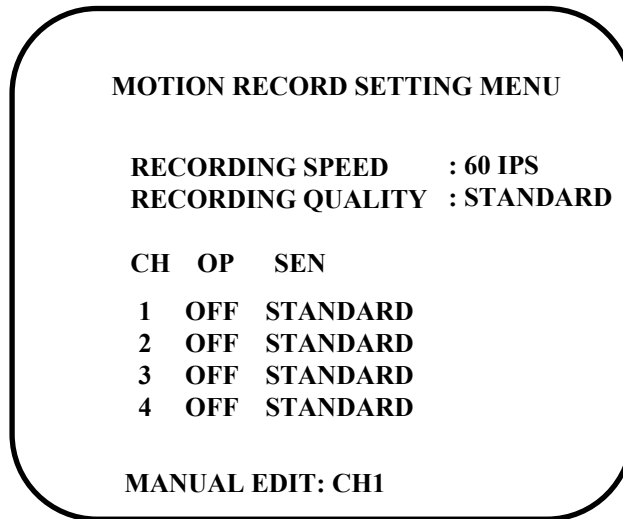 MOTION RECORD SETTING MENU
RECORDING SPEED : 60 IPS
RECORDING QUALITY : STANDARD
CH OP SEN
1 OFF STANDARD
2 OFF STANDARD
3 OFF STANDARD
4 OFF STANDARD
MANUAL EDIT: CH1